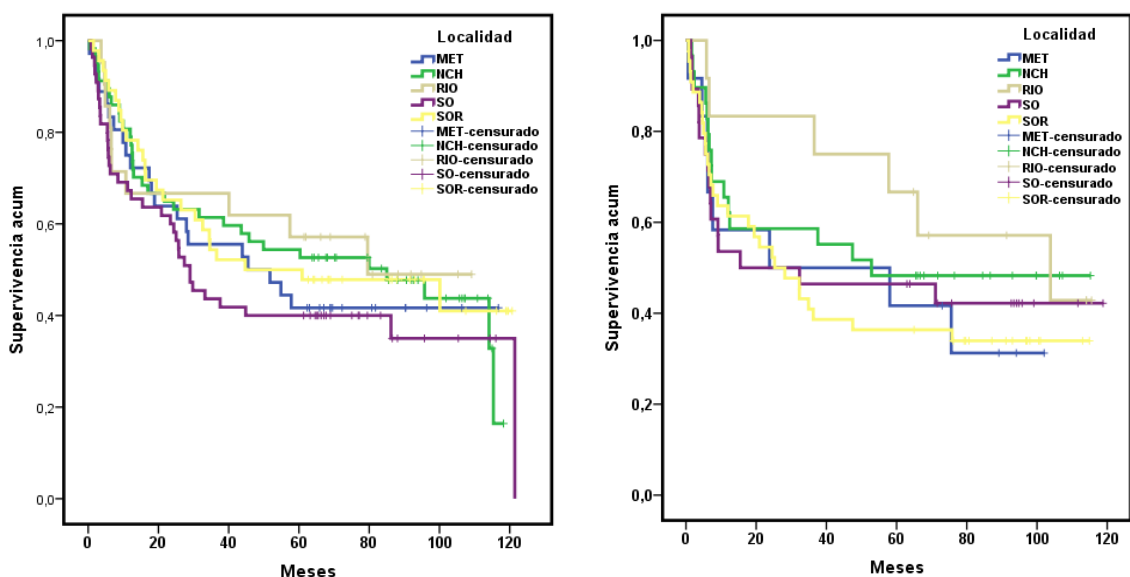 Localidad
MET
NCH
RIO
SO
SOR
MET-censurado
NCH-censurado
RIO-censurado
SO-censurado
SOR-censurado
Supervivencia acum
1,0
0,8
0,6
0,4
0,2
0,0
0 20 40 60 80 100 120
Meses
Localidad
MET
NCH
RIO
SO
SOR
MET-censurado
NCH-censurado
RIO-censurado
SO-censurado
SOR-censurado
Supervivencia acum
1,0
0,8
0,6
0,4
0,2
0,0
0 20 40 60 80 100 120
Meses